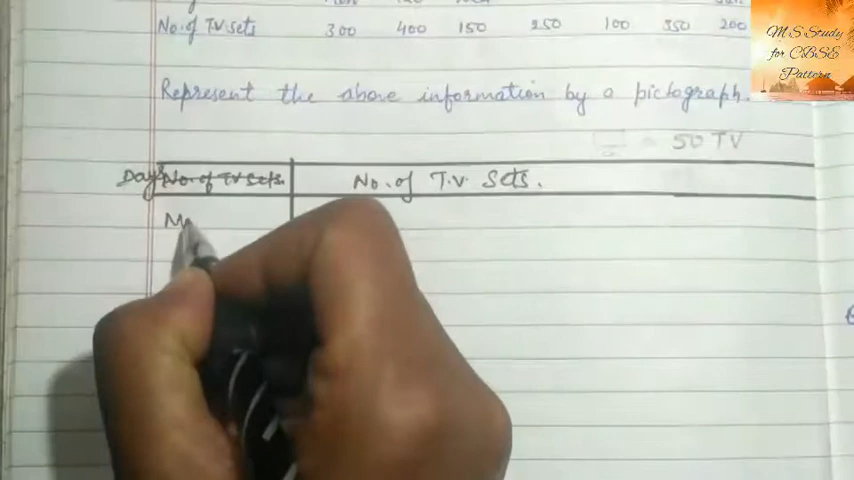 No. of T.V sets 300 400 150 250 100 350 200
Represent the above information by a pictograph.
= 50 TV
Days No. of TV sets. No. of T.V. Sets.
M
M S Study
for CBSE
Pattern